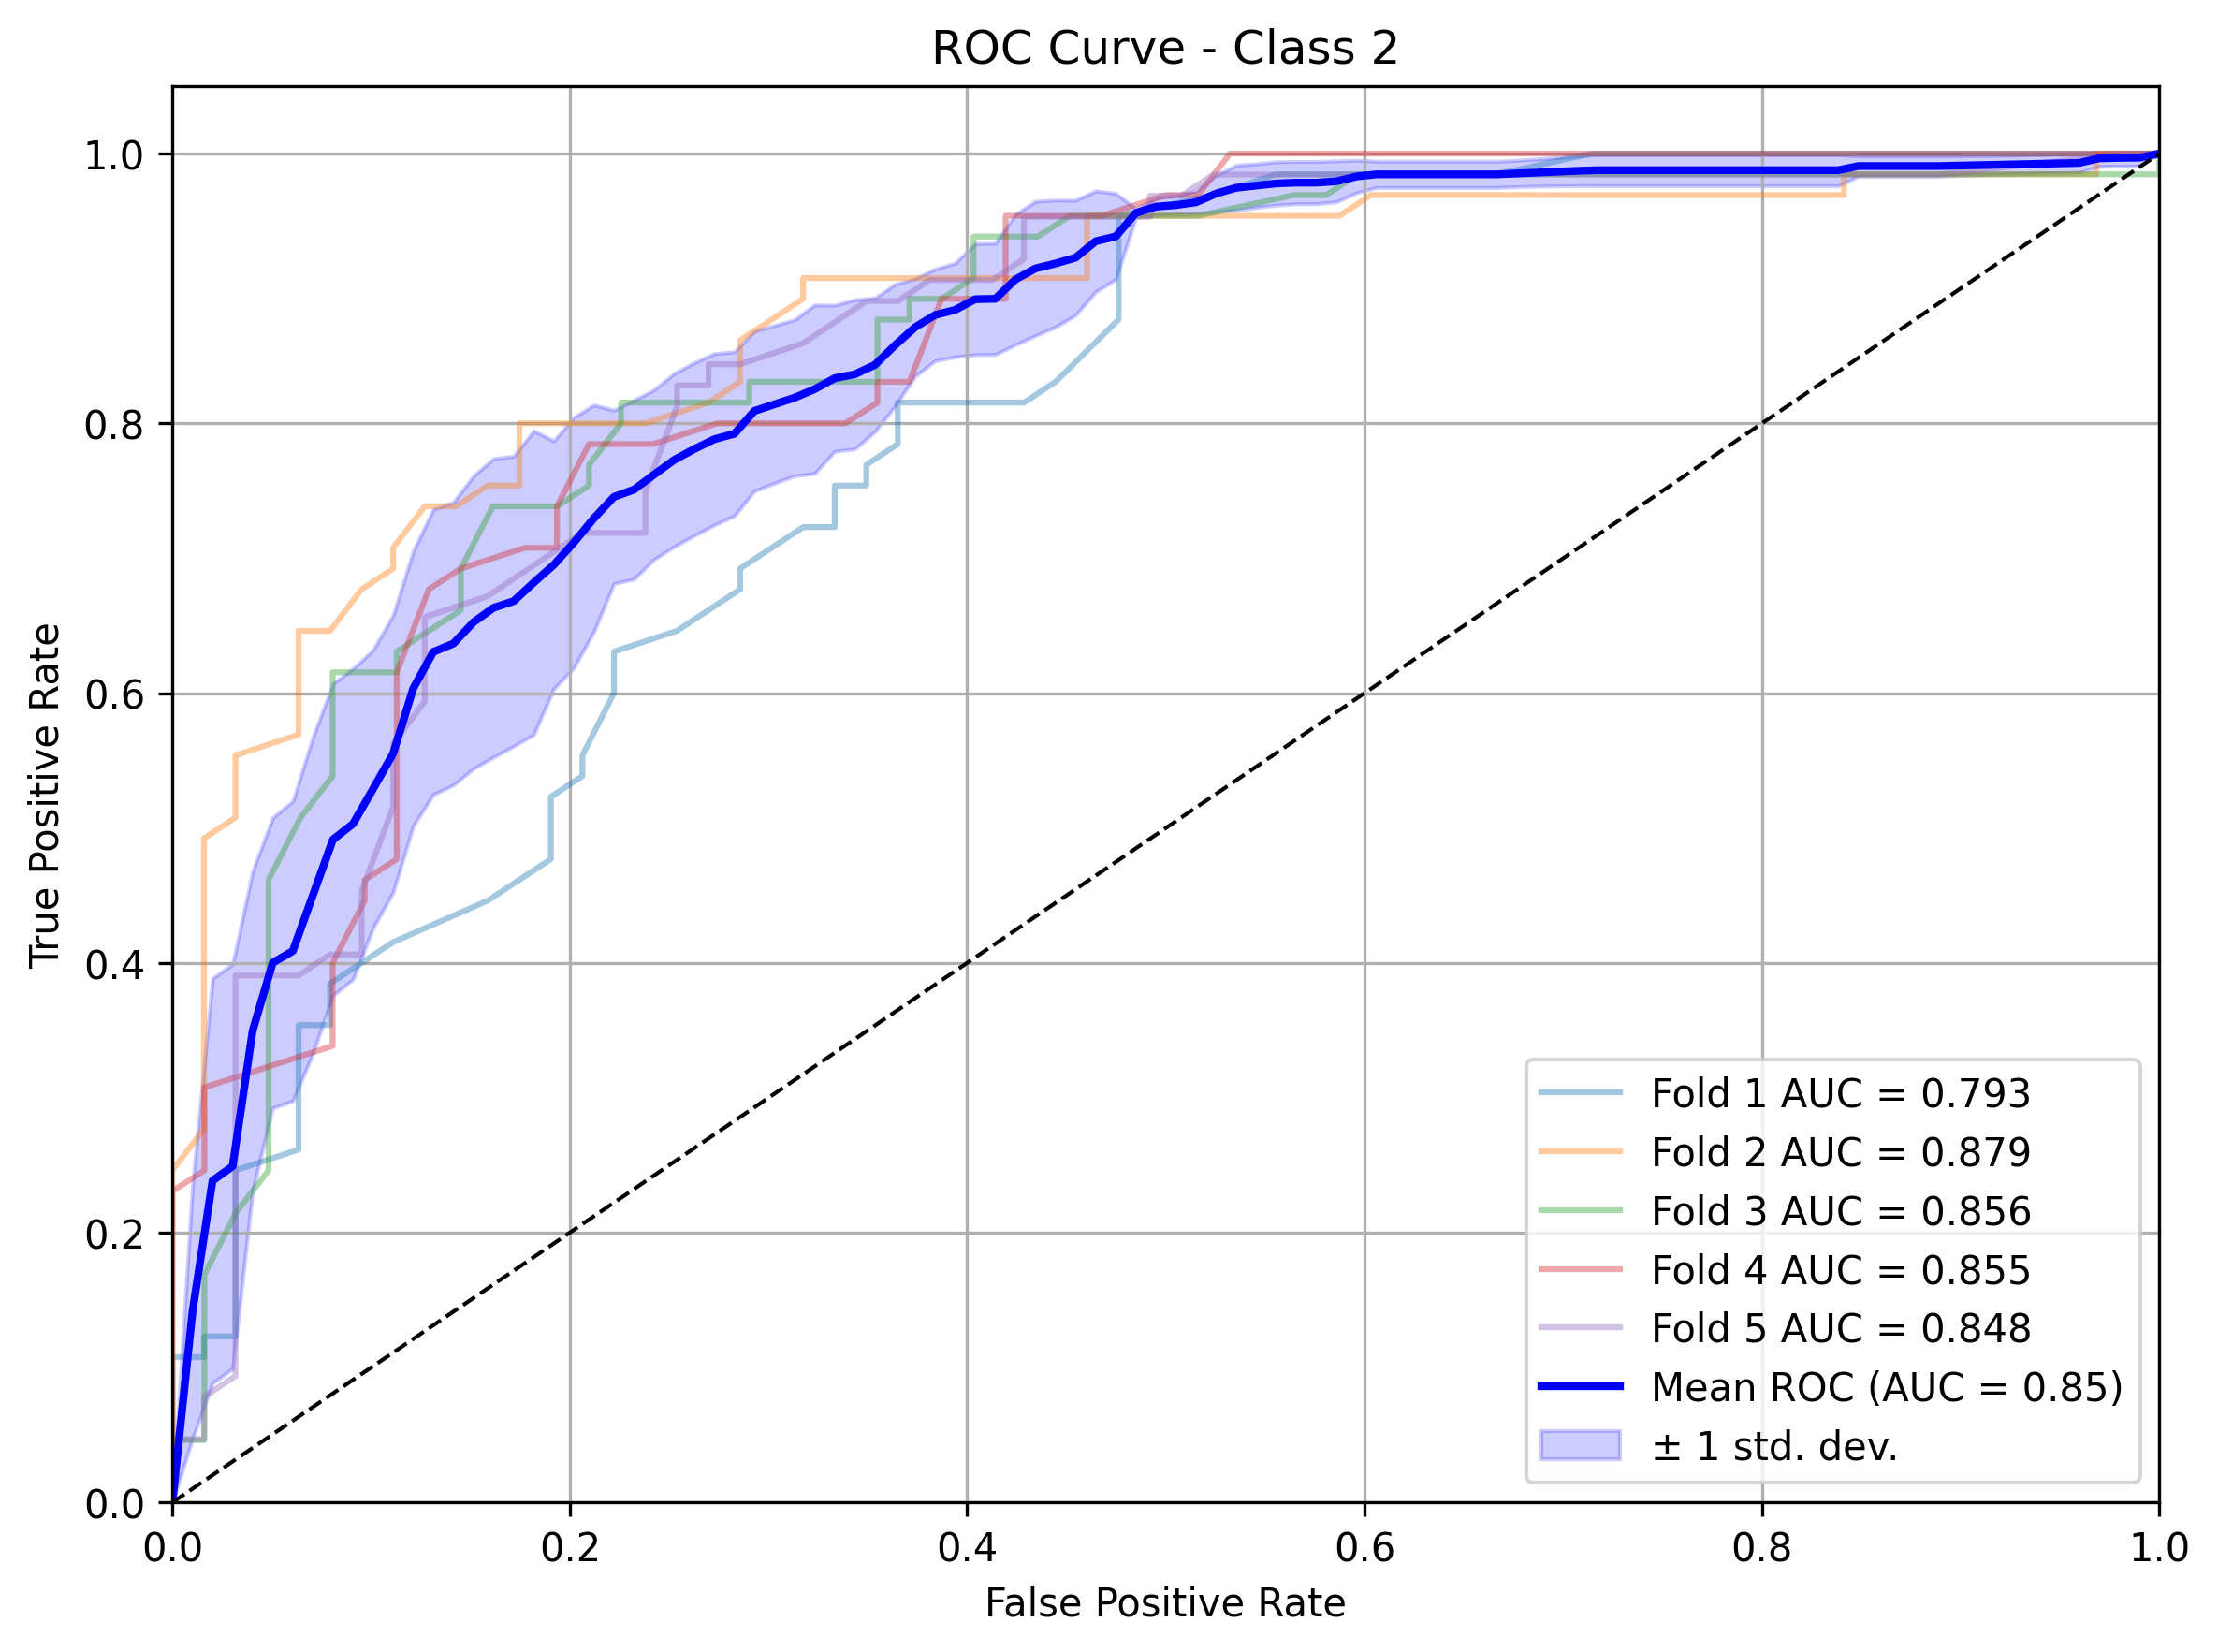 ROC Curve - Class 2
True Positive Rate
1.0
0.8
0.6
0.4
0.2
0.0
0.0 0.2 0.4 0.6 0.8 1.0
False Positive Rate
Fold 1 AUC = 0.793
Fold 2 AUC = 0.879
Fold 3 AUC = 0.856
Fold 4 AUC = 0.855
Fold 5 AUC = 0.848
Mean ROC (AUC = 0.85)
± 1 std. dev.